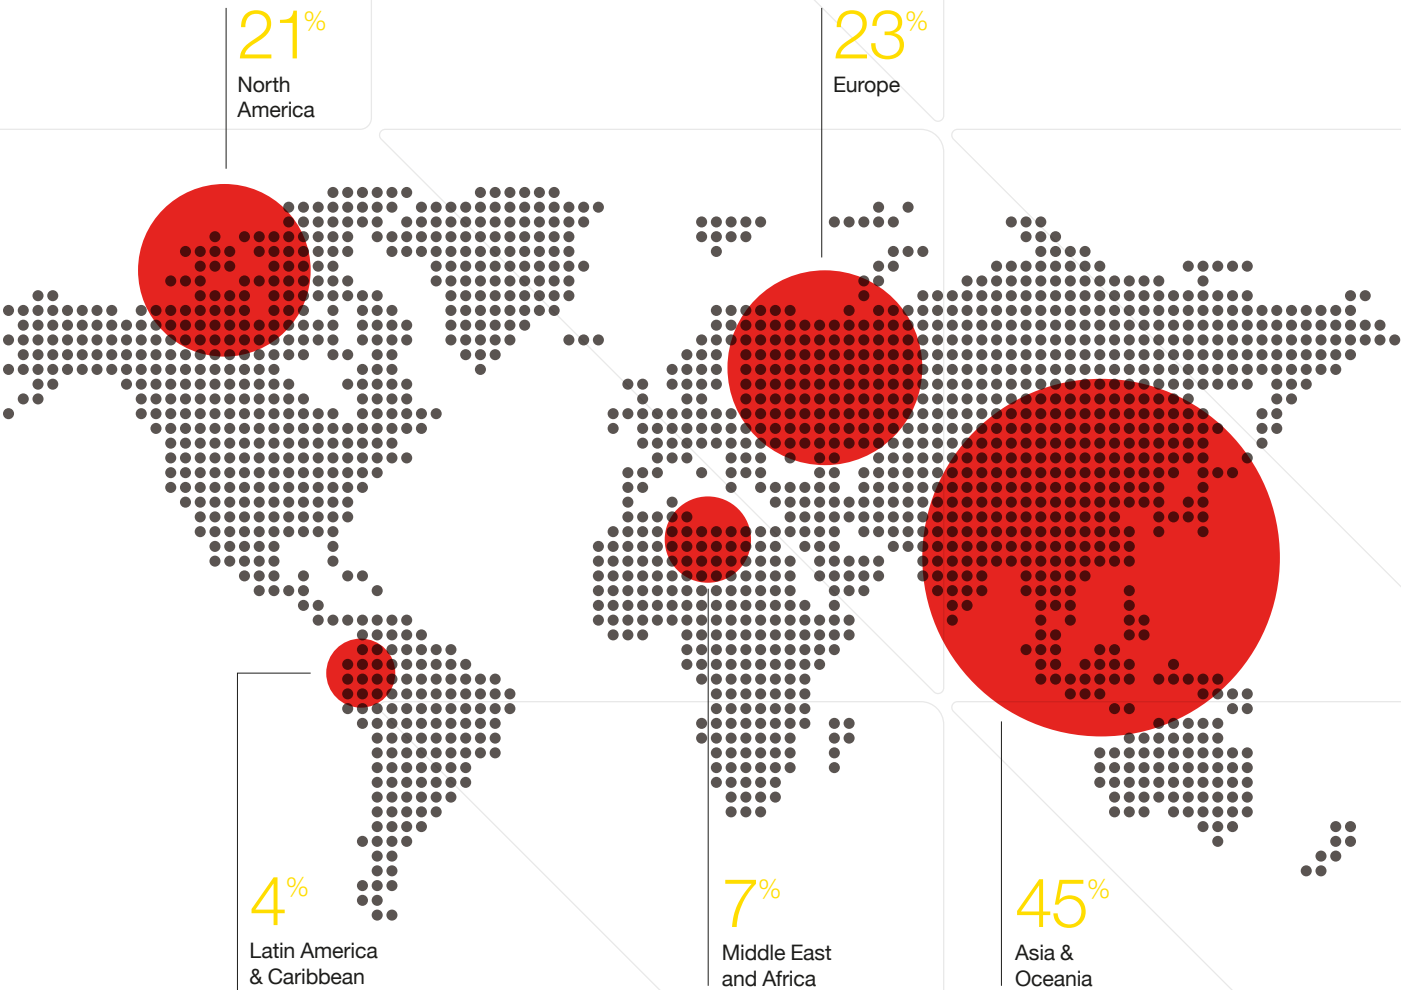 21%
North
America
23%
Europe
4%
Latin America
& Caribbean
7%
Middle East
and Africa
45%
Asia &
Oceania